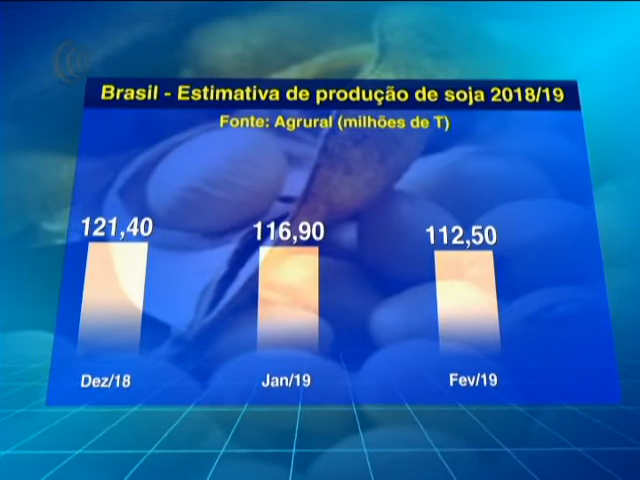 Brasil - Estimativa de produção de soja 2018/19
Fonte: Agrural (milhões de T)
121,40 116,90 112,50
Dez/18 Jan/19 Fev/19